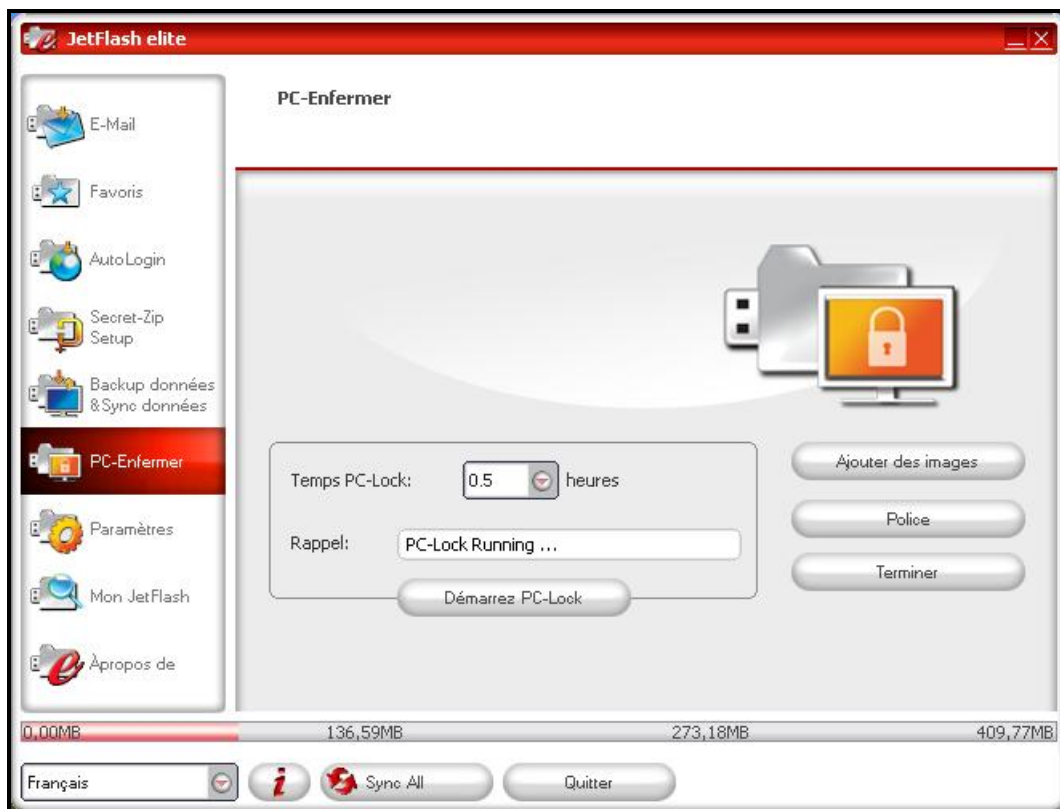 JetFlash elite
PC-Enfermer
E-Mail
Favoris
AutoLogin
Secret-Zip
Setup
Backup données
&Sync données
PC-Enfermer
Paramètres
Mon JetFlash
Àpropos de
Temps PC-Lock:
0.5
heures
Rappel:
PC-Lock Running ...
Démarrez PC-Lock
Ajouter des images
Police
Terminer
0,00MB
136,59MB
273,18MB
409,77MB
Français
Sync All
Quitter